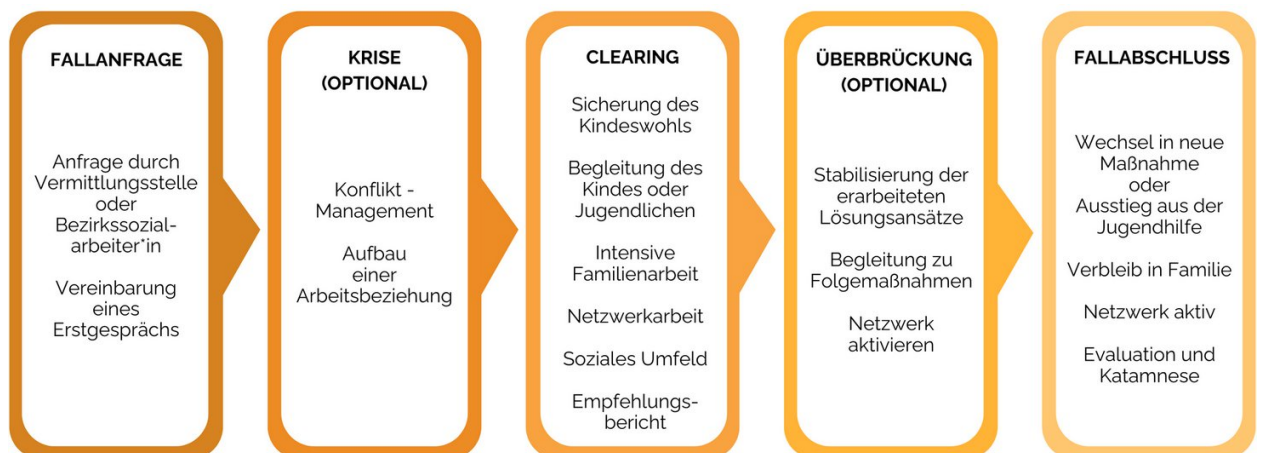 FALLANFRAGE
Anfrage durch
Vermittlungsstelle
oder
Bezirkssozial-
arbeiter*in
Vereinbarung
eines
Erstgesprächs
KRISE
(OPTIONAL)
Konflikt -
Management
Aufbau
einer
Arbeitsbeziehung
CLEARING
Sicherung des
Kindeswohls
Begleitung des
Kindes oder
Jugendlichen
Intensive
Familienarbeit
Netzwerkarbeit
Soziales Umfeld
Empfehlungs-
bericht
ÜBERBRÜCKUNG
(OPTIONAL)
Stabilisierung der
erarbeiteten
Lösungsansätze
Begleitung zu
Folgemaßnahmen
Netzwerk
aktivieren
FALLABSCHLUSS
Wechsel in neue
Maßnahme
oder
Ausstieg aus der
Jugendhilfe
Verbleib in Familie
Netzwerk aktiv
Evaluation und
Katamnese